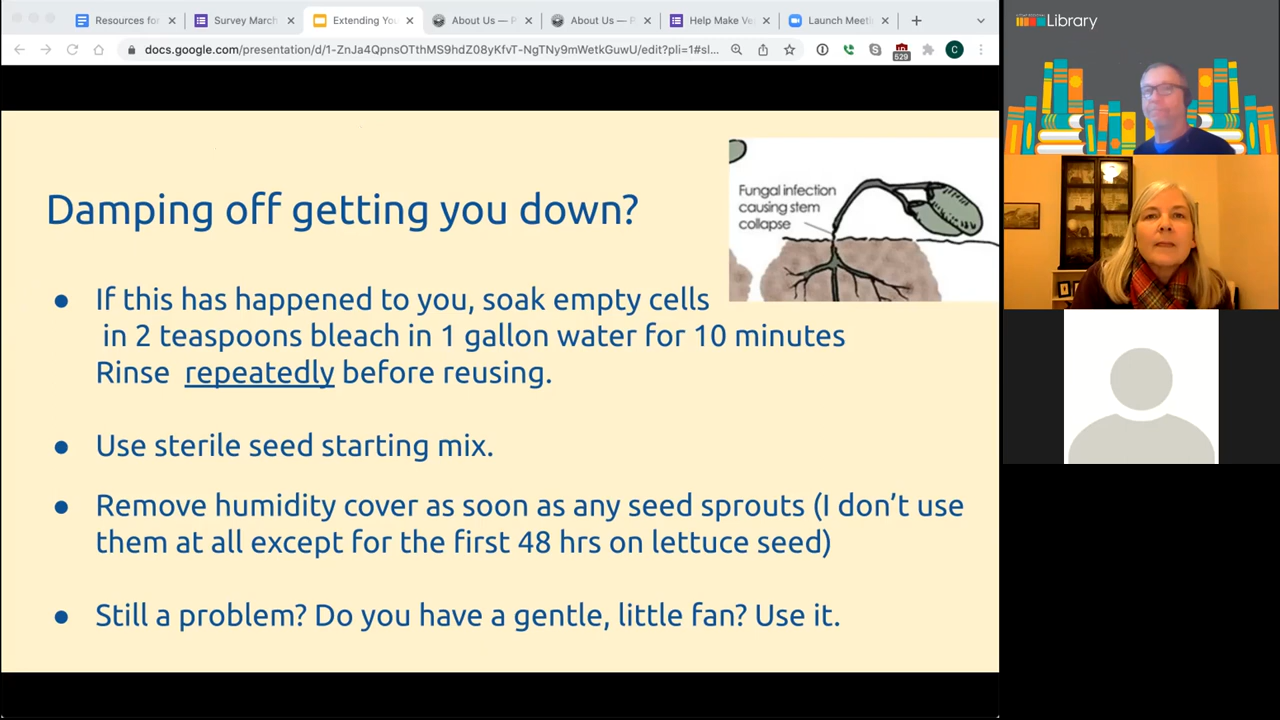 Resources for
Survey March
Extending You
About Us — P
About Us — P
Help Make Ve
Launch Meeti
docs.google.com/presentation/d/1-ZnJa4QpnsOTthMS9hdZ08yKfvT-NgTNy9mWetkGuwU/edit?pli=1#sl...
529
C
Library
Damping off getting you down?
Fungal infection
causing stem
collapse
● If this has happened to you, soak empty cells
in 2 teaspoons bleach in 1 gallon water for 10 minutes
Rinse repeatedly before reusing.
● Use sterile seed starting mix.
● Remove humidity cover as soon as any seed sprouts (I don’t use
them at all except for the first 48 hrs on lettuce seed)
● Still a problem? Do you have a gentle, little fan? Use it.